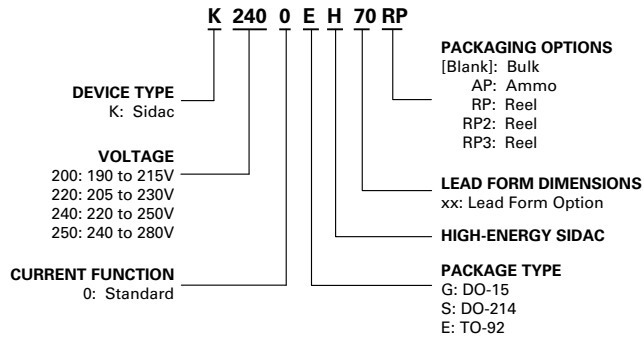 K 240 0 E H 70 RP
DEVICE TYPE
K: Sidac
VOLTAGE
200: 190 to 215V
220: 205 to 230V
240: 220 to 250V
250: 240 to 280V
CURRENT FUNCTION
0: Standard
PACKAGING OPTIONS
[Blank]: Bulk
AP: Ammo
RP: Reel
RP2: Reel
RP3: Reel
LEAD FORM DIMENSIONS
xx: Lead Form Option
HIGH-ENERGY SIDAC
PACKAGE TYPE
G: DO-15
S: DO-214
E: TO-92